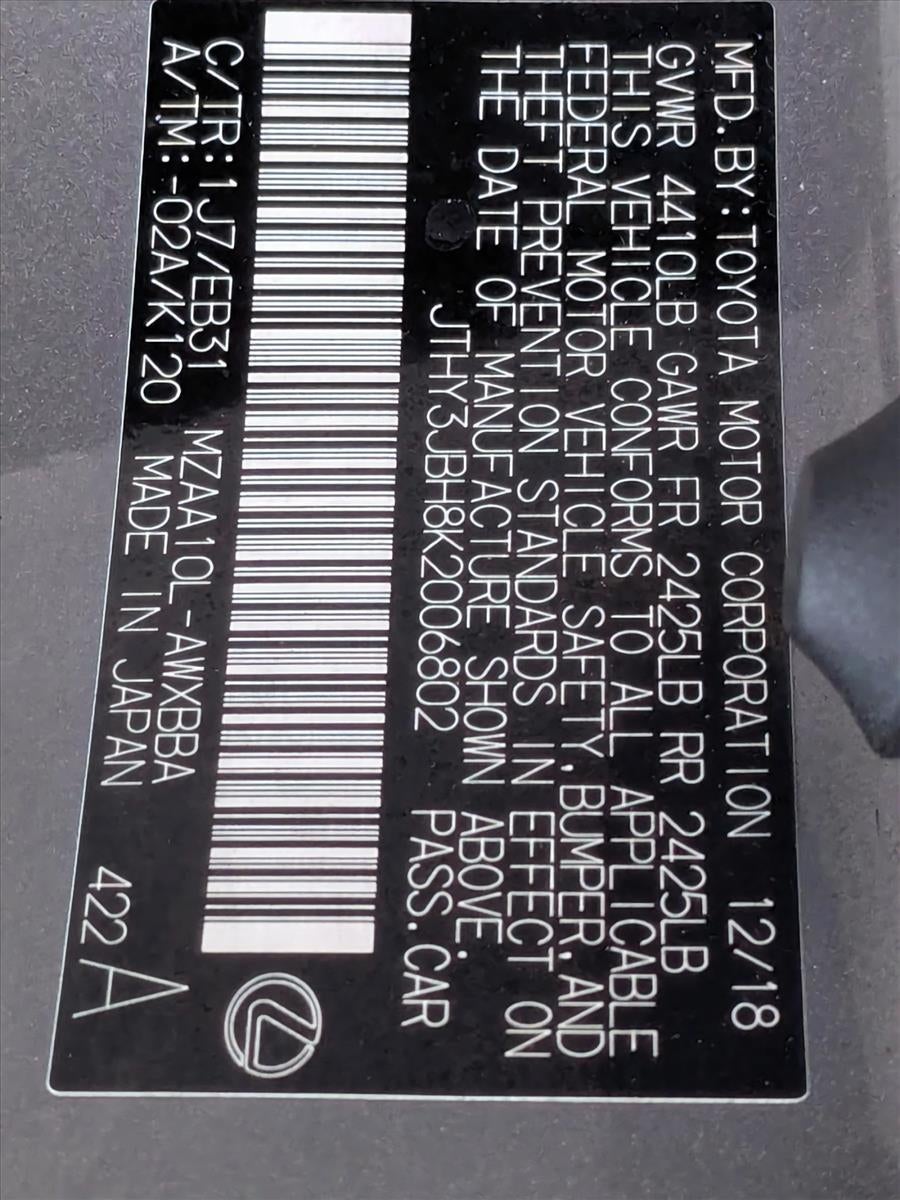 MFD.BY:TOYOTA MOTOR CORPORATION 12/18
GVWR 4410LB GAWR FR 2425LB RR 2425LB
THIS VEHICLE CONFORMS TO ALL APPLICABLE
FEDERAL MOTOR VEHICLE SAFETY,BUMPER,AND
THEFT PREVENTION STANDARDS IN EFFECT ON
THE DATE OF MANUFACTURE SHOWN ABOVE.
JTHY3JBH8K2006802 PASS.CAR
C/TR:1J7/EB31 MZAA10L-AWXBBA
A/TM:-02A/K120 MADE IN JAPAN 422 A